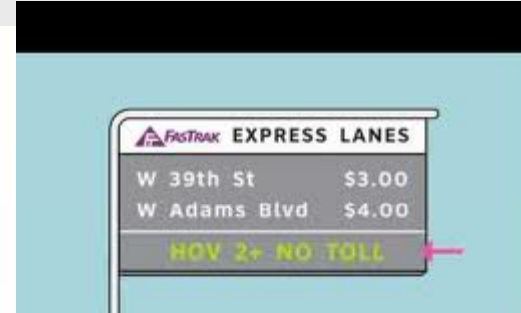 FASTRAK EXPRESS LANES
W 39th St $3.00
W Adams Blvd $4.00
HOV 2+ NO TOLL